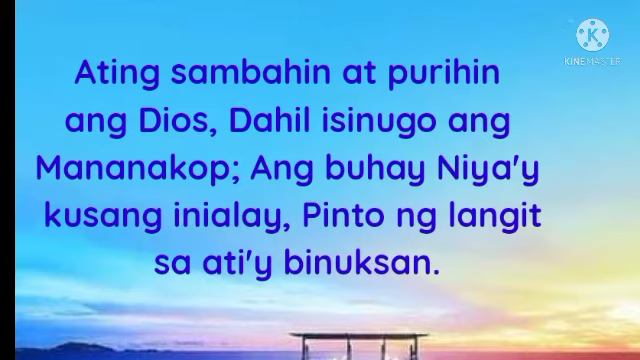 Ating sambahin at purihin
ang Dios, Dahil isinugo ang
Mananakop; Ang buhay Niya'y
kusang inialay, Pinto ng langit
sa ati'y binuksan.
K
KINEMASTER